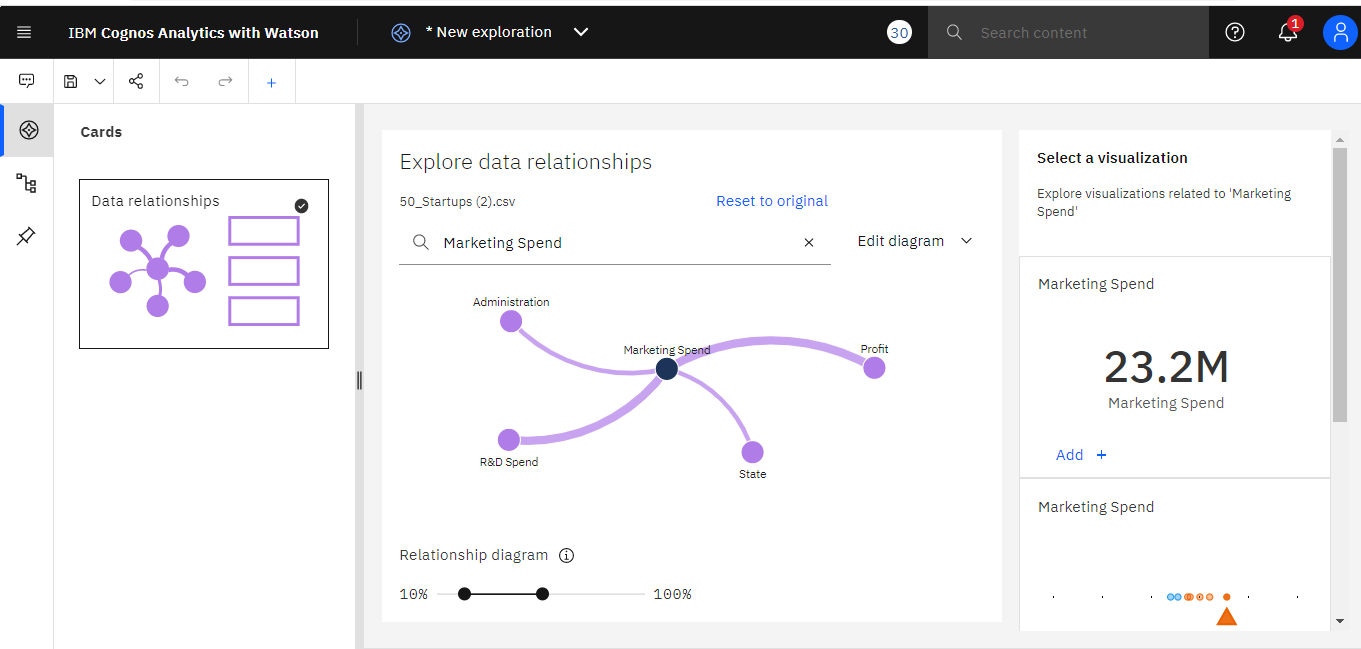 IBM Cognos Analytics with Watson
* New exploration
30
Search content
1
Cards
Data relationships
Explore data relationships
50_Startups (2).csv
Reset to original
Marketing Spend
Edit diagram
Administration
Marketing Spend
Profit
R&D Spend
State
Relationship diagram
10%
100%
Select a visualization
Explore visualizations related to 'Marketing
Spend'
Marketing Spend
23.2M
Marketing Spend
Add +
Marketing Spend